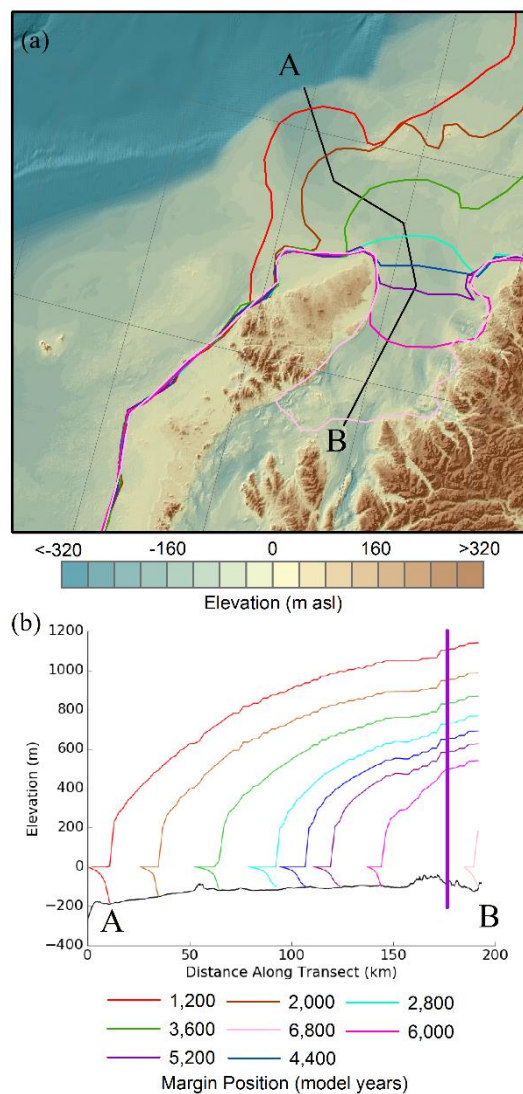 (a)
A
B
<-320 -160 0 160 >320
Elevation (m asl)
(b)
1200
1000
800
600
400
200
0
−200
−400
Elevation (m)
A B
0 50 100 150 200
Distance Along Transect (km)
1,200 2,000 2,800
3,600 6,800 6,000
5,200 4,400
Margin Position (model years)